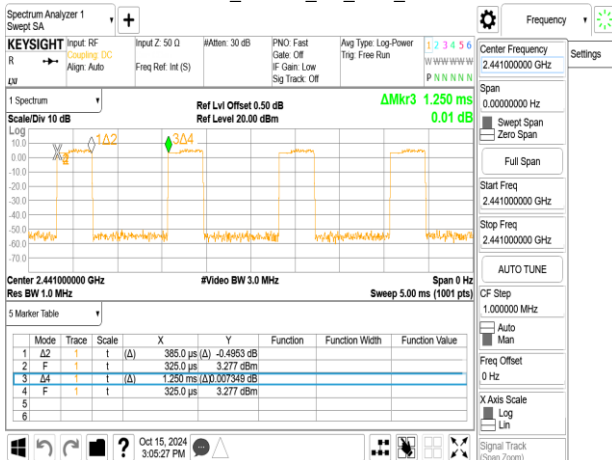 Spectrum Analyzer 1
Swept SA
+
Frequency
KEYSIGHT
R
Input: RF
Coupling: DC
Align: Auto
Input Z: 50 Ω
Freq Ref: Int (S)
#Atten: 30 dB
PNO: Fast
Gate: Off
IF Gain: Low
Sig Track: Off
Avg Type: Log-Power
Trig: Free Run
1 2 3 4 5 6
W W W W W W
P N N N N N
Center Frequency
2.441000000 GHz
Settings
Span
0.00000000 Hz
Swept Span
Zero Span
Full Span
Start Freq
2.441000000 GHz
Stop Freq
2.441000000 GHz
AUTO TUNE
CF Step
1.000000 MHz
Auto
Man
Freq Offset
0 Hz
X Axis Scale
Log
Lin
Signal Track
(Span Zoom)
1 Spectrum
Scale/Div 10 dB
Ref Lvl Offset 0.50 dB
Ref Level 20.00 dBm
ΔMkr3 1.250 ms
0.01 dB
Log
10.0
0.00
-10.0
-20.0
-30.0
-40.0
-50.0
-60.0
-70.0
1Δ2
3Δ4
Center 2.441000000 GHz
Res BW 1.0 MHz
#Video BW 3.0 MHz
Span 0 Hz
Sweep 5.00 ms (1001 pts)
5 Marker Table
Mode Trace Scale X Y Function Function Width Function Value
1 Δ2 1 t (Δ) 385.0 µs (Δ) -0.4953 dB
2 F 1 t 325.0 µs 3.277 dBm
3 Δ4 1 t (Δ) 1.250 ms (Δ) 0.007349 dB
4 F 1 t 325.0 µs 3.277 dBm
5
6
?
Oct 15, 2024
3:05:27 PM